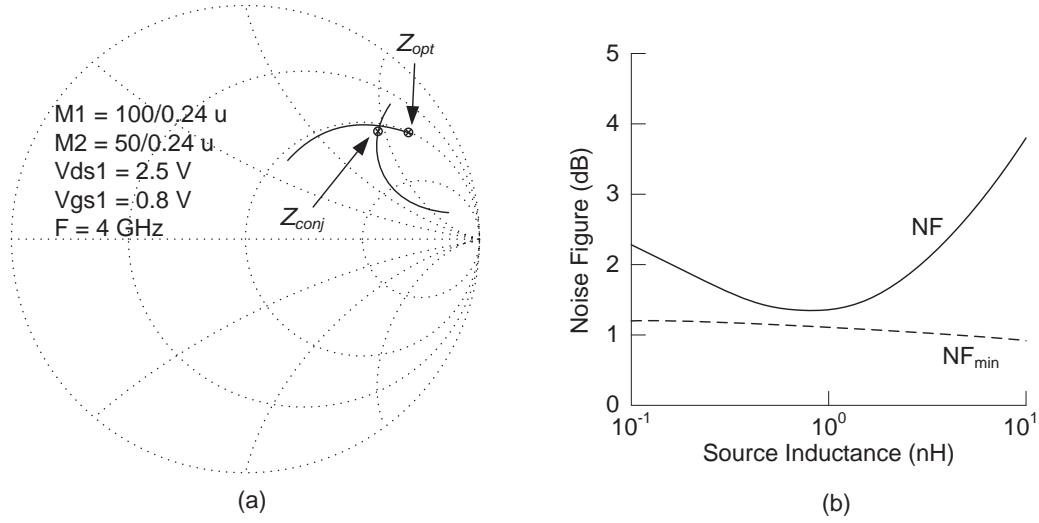 Z_opt
M1 = 100/0.24 u
M2 = 50/0.24 u
Vds1 = 2.5 V
Vgs1 = 0.8 V
F = 4 GHz
Z_conj
(a)
Noise Figure (dB)
5
4
3
2
1
0
NF
NF_min
10^-1
10^0
10^1
Source Inductance (nH)
(b)